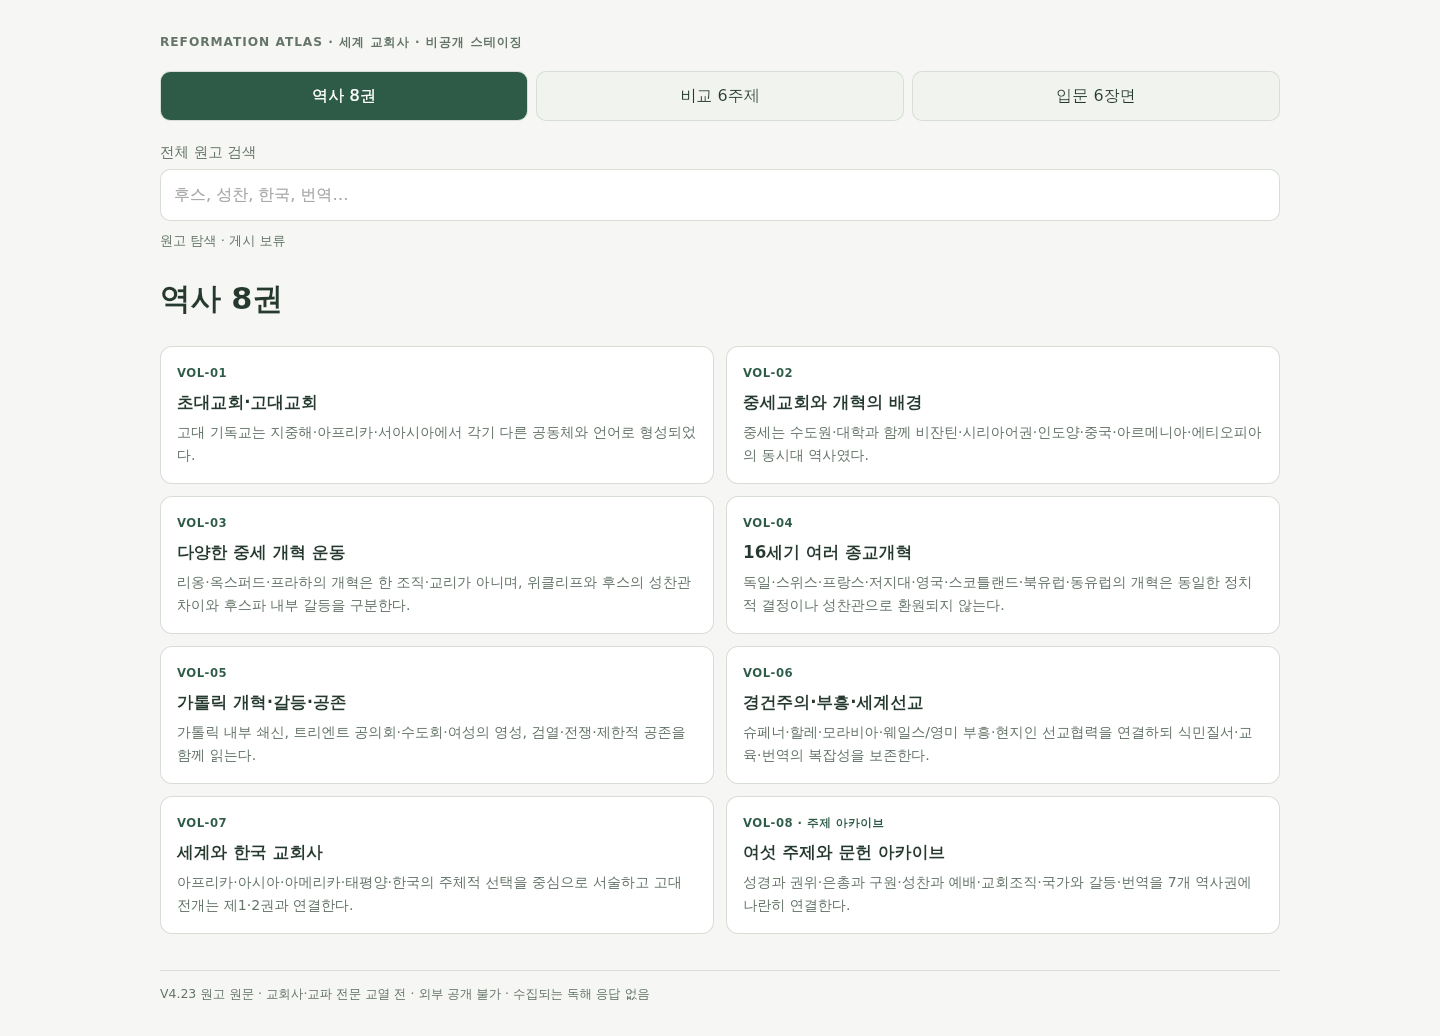 REFORMATION ATLAS · 세계 교회사 · 비공개 스테이징
역사 8권
비교 6주제
입문 6장면
전체 원고 검색
후스, 성찬, 한국, 번역…
원고 탐색 · 게시 보류
역사 8권
VOL-01
초대교회·고대교회
고대 기독교는 지중해·아프리카·서아시아에서 각기 다른 공동체와 언어로 형성되었
다.
VOL-02
중세교회와 개혁의 배경
중세는 수도원·대학과 함께 비잔틴·시리아어권·인도양·중국·아르메니아·에티오피아
의 동시대 역사였다.
VOL-03
다양한 중세 개혁 운동
리옹·옥스퍼드·프라하의 개혁은 한 조직·교리가 아니며, 위클리프와 후스의 성찬관
차이와 후스파 내부 갈등을 구분한다.
VOL-04
16세기 여러 종교개혁
독일·스위스·프랑스·저지대·영국·스코틀랜드·북유럽·동유럽의 개혁은 동일한 정치
적 결정이나 성찬관으로 환원되지 않는다.
VOL-05
가톨릭 개혁·갈등·공존
가톨릭 내부 쇄신, 트리엔트 공의회·수도회·여성의 영성, 검열·전쟁·제한적 공존을
함께 읽는다.
VOL-06
경건주의·부흥·세계선교
슈페너·할레·모라비아·웨일스/영미 부흥·현지인 선교협력을 연결하되 식민질서·교
육·번역의 복잡성을 보존한다.
VOL-07
세계와 한국 교회사
아프리카·아시아·아메리카·태평양·한국의 주체적 선택을 중심으로 서술하고 고대
전개는 제1·2권과 연결한다.
VOL-08 · 주제 아카이브
여섯 주제와 문헌 아카이브
성경과 권위·은총과 구원·성찬과 예배·교회조직·국가와 갈등·번역을 7개 역사권에
나란히 연결한다.
V4.23 원고 원문 · 교회사·교파 전문 교열 전 · 외부 공개 불가 · 수집되는 독해 응답 없음